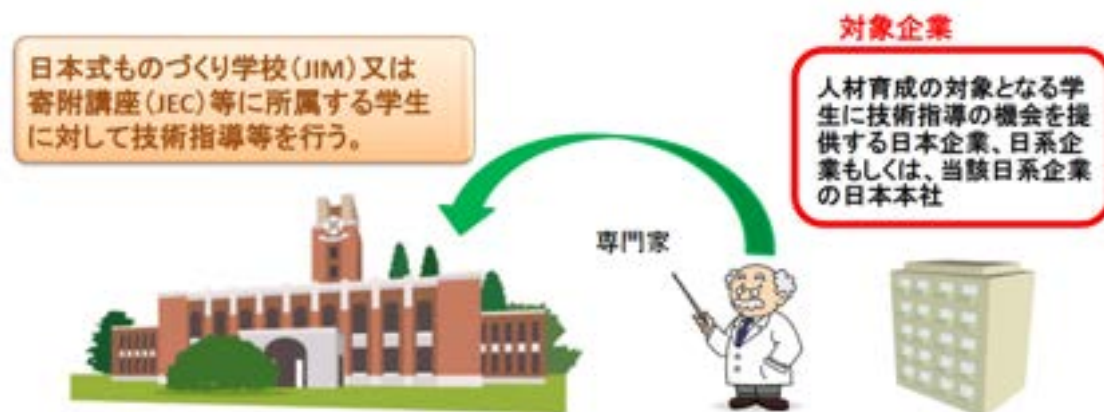 対象企業
日本式ものづくり学校(JIM)又は
寄附講座(JEC)等に所属する学生
に対して技術指導等を行う。
人材育成の対象となる学
生に技術指導の機会を提
供する日本企業、日系企
業もしくは、当該日系企業
の日本本社
専門家